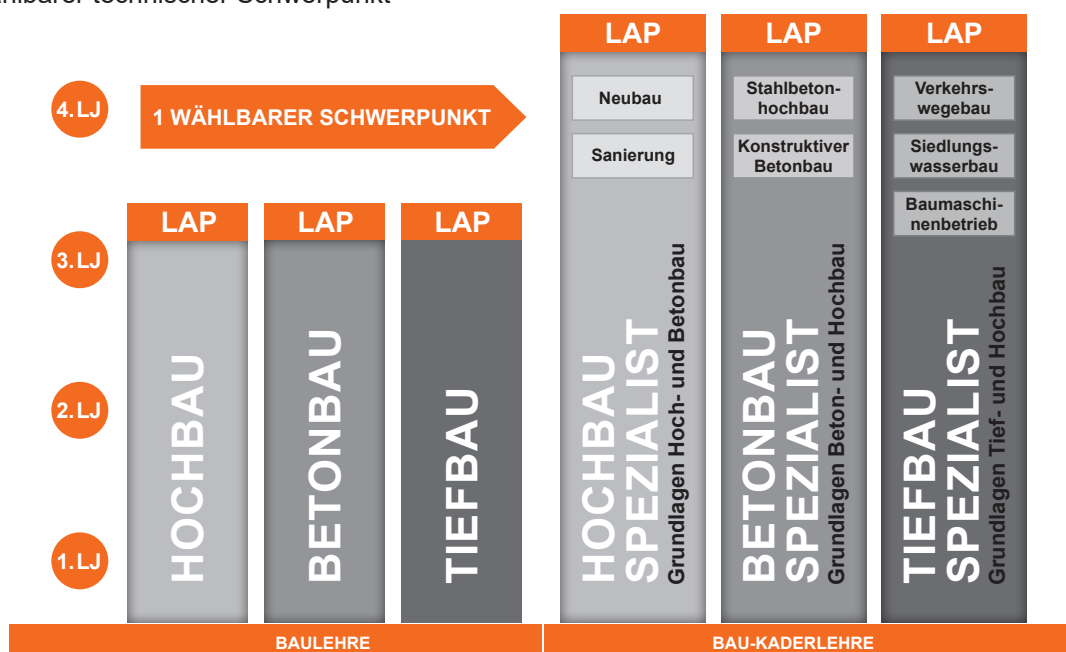 technischer Schwerpunkt
LAP
LAP
LAP
4. LJ
1 WÄHLBARER SCHWERPUNKT
Neubau
Sanierung
Stahlbeton-
hochbau
Konstruktiver
Betonbau
Verkehrs-
wegebau
Siedlungs-
wasserbau
Baumaschi-
nenbetrieb
LAP
LAP
LAP
3. LJ
2. LJ
1. LJ
HOCHBAU
BETONBAU
TIEFBAU
HOCHBAU
SPEZIALIST
Grundlagen Hoch- und Betonbau
BETONBAU
SPEZIALIST
Grundlagen Beton- und Hochbau
TIEFBAU
SPEZIALIST
Grundlagen Tief- und Hochbau
BAULEHRE
BAU-KADERLEHRE